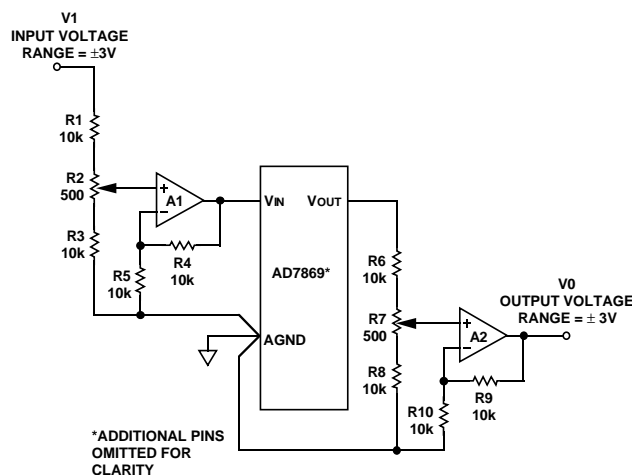 V1
INPUT VOLTAGE
RANGE = ±3V
R1
10k
R2
500
R3
10k
+
A1
–
R4
10k
R5
10k
VIN
VOUT
AD7869*
AGND
R6
10k
R7
500
R8
10k
+
A2
–
R9
10k
R10
10k
V0
OUTPUT VOLTAGE
RANGE = ± 3V
*ADDITIONAL PINS
OMITTED FOR
CLARITY